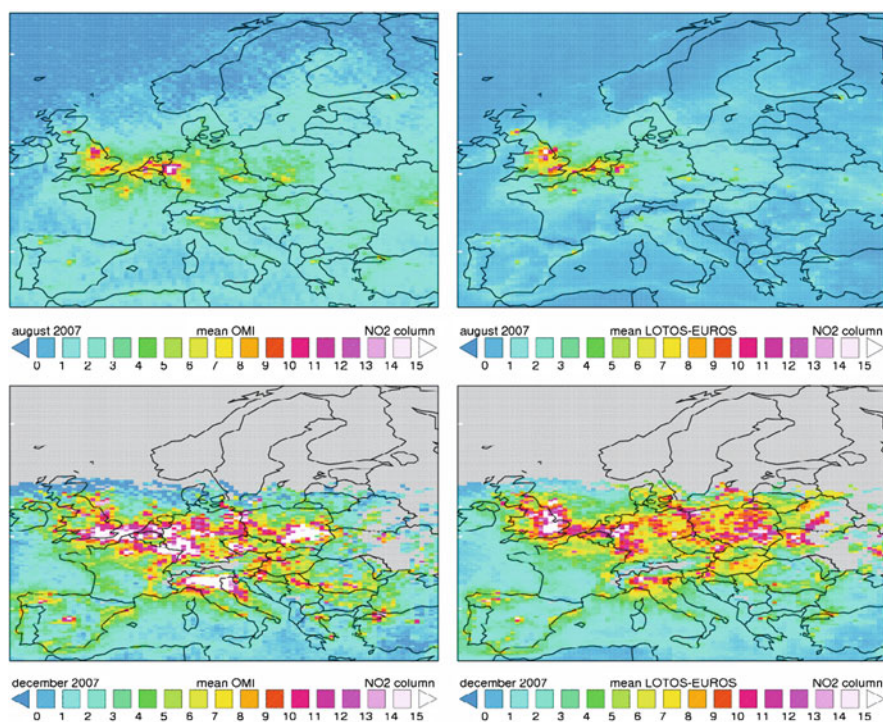 august 2007 mean OMI NO2 column
0 1 2 3 4 5 6 7 8 9 10 11 12 13 14 15
august 2007 mean LOTOS-EUROS NO2 column
0 1 2 3 4 5 6 7 8 9 10 11 12 13 14 15
december 2007 mean OMI NO2 column
0 1 2 3 4 5 6 7 8 9 10 11 12 13 14 15
december 2007 mean LOTOS-EUROS NO2 column
0 1 2 3 4 5 6 7 8 9 10 11 12 13 14 15